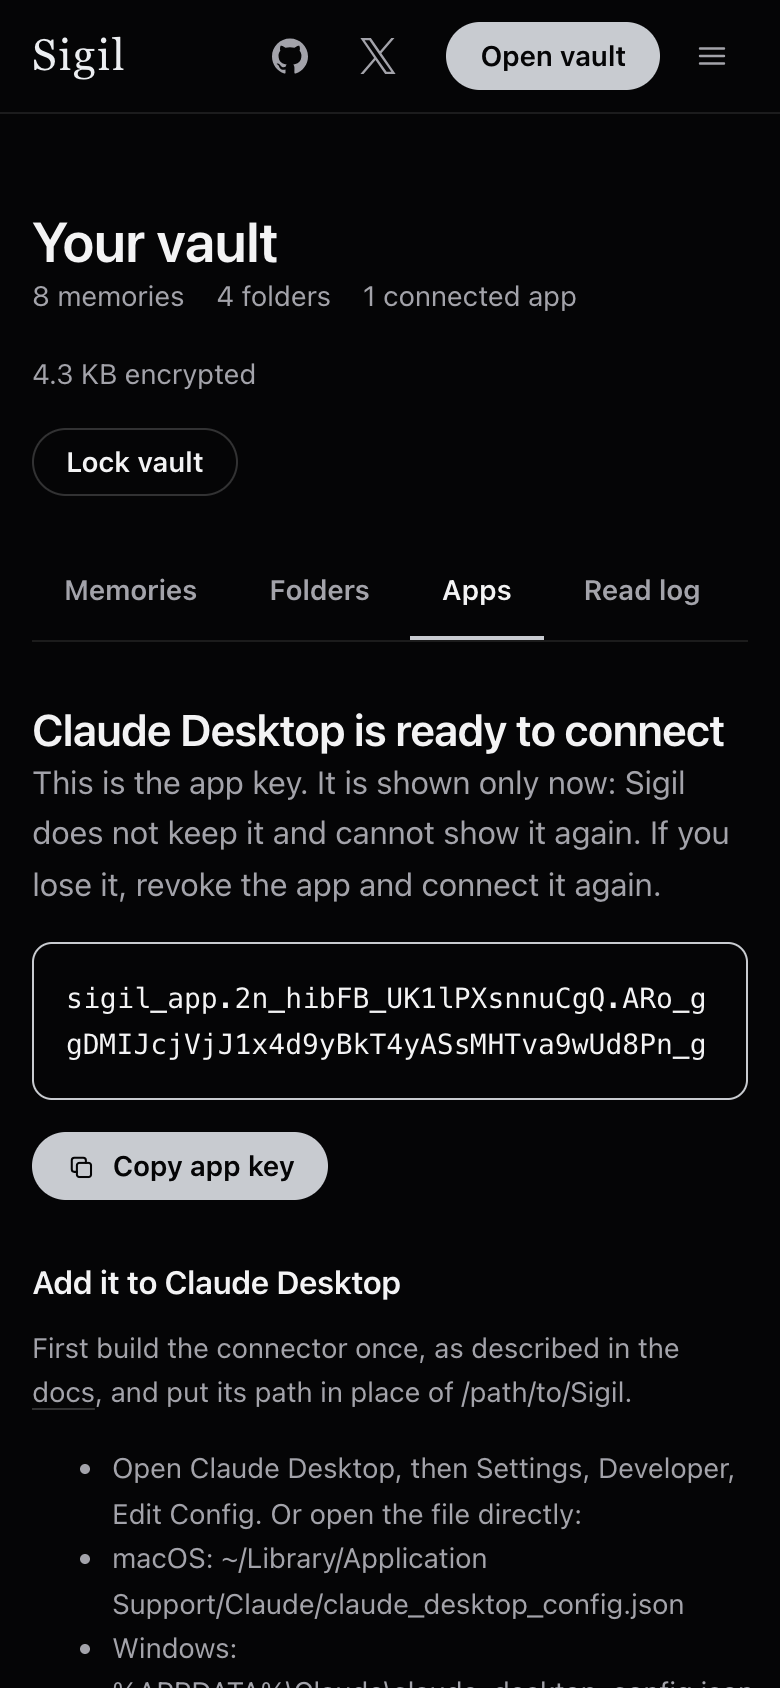 Sigil
Open vault
Your vault
8 memories 4 folders 1 connected app
4.3 KB encrypted
Lock vault
Memories Folders Apps Read log
Claude Desktop is ready to connect
This is the app key. It is shown only now: Sigil
does not keep it and cannot show it again. If you
lose it, revoke the app and connect it again.
sigil_app.2n_hibFB_UK1lPXsnnuCgQ.ARo_g
gDMIJcjVjJ1x4d9yBkT4yASsMHTva9wUd8Pn_g
Copy app key
Add it to Claude Desktop
First build the connector once, as described in the
docs, and put its path in place of /path/to/Sigil.
Open Claude Desktop, then Settings, Developer,
Edit Config. Or open the file directly:
macOS: ~/Library/Application
Support/Claude/claude_desktop_config.json
Windows:
%APPDATA%\Claude\claude_desktop_config.json